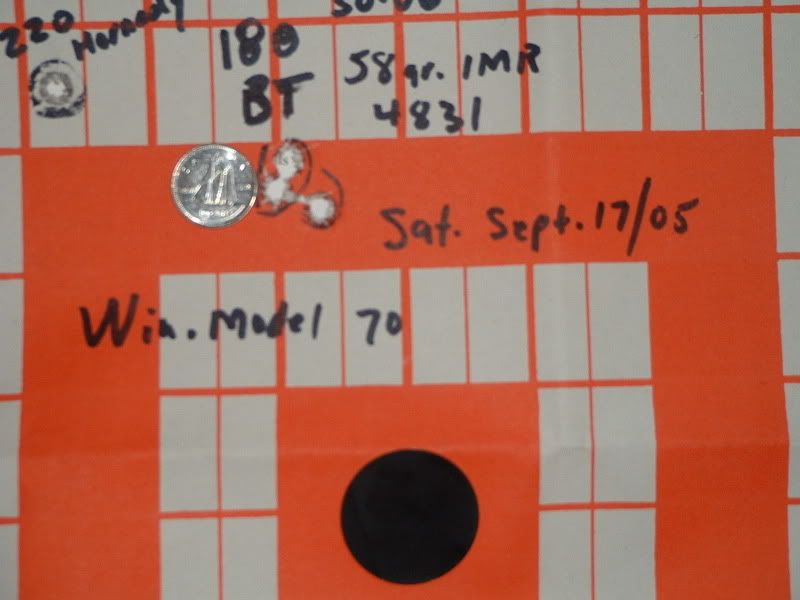 220 Hornady
180
BT
58 gr. IMR
4831
Sat. Sept. 17/05
Win. Model 70